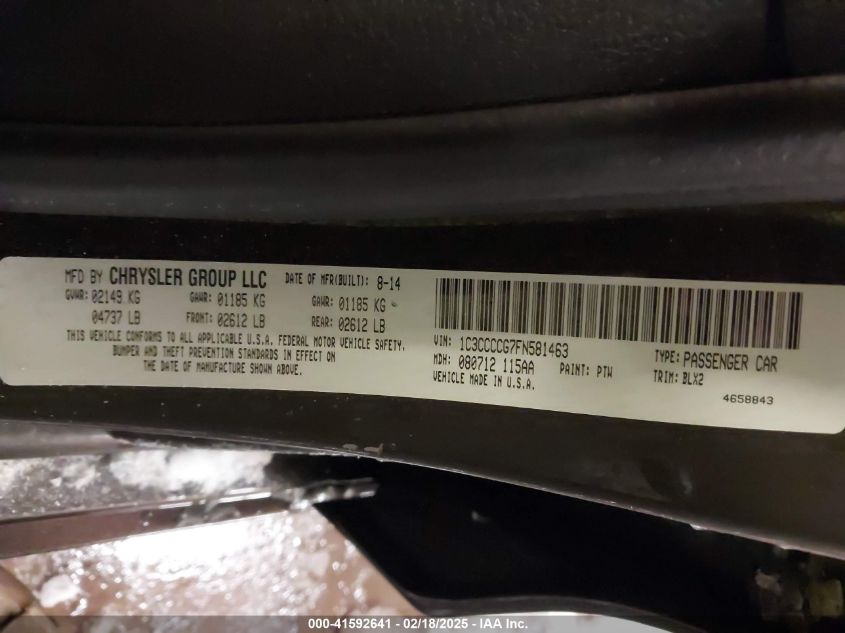 MFD BY CHRYSLER GROUP LLC DATE OF MFR(BUILT): 8-14
GVWR: 02149 KG GAWR: 01185 KG GAWR: 01185 KG
04737 LB FRONT: 02612 LB REAR: 02612 LB
THIS VEHICLE CONFORMS TO ALL APPLICABLE U.S.A. FEDERAL MOTOR VEHICLE SAFETY,
BUMPER AND THEFT PREVENTION STANDARDS IN EFFECT ON
THE DATE OF MANUFACTURE SHOWN ABOVE.
VIN: 1C3CCCCG7FN581463 TYPE: PASSENGER CAR
MDH: 080712 115AA PAINT: PTW TRIM: BLX2
VEHICLE MADE IN U.S.A.
4658843
000-41592641 - 02/18/2025 - IAA Inc.